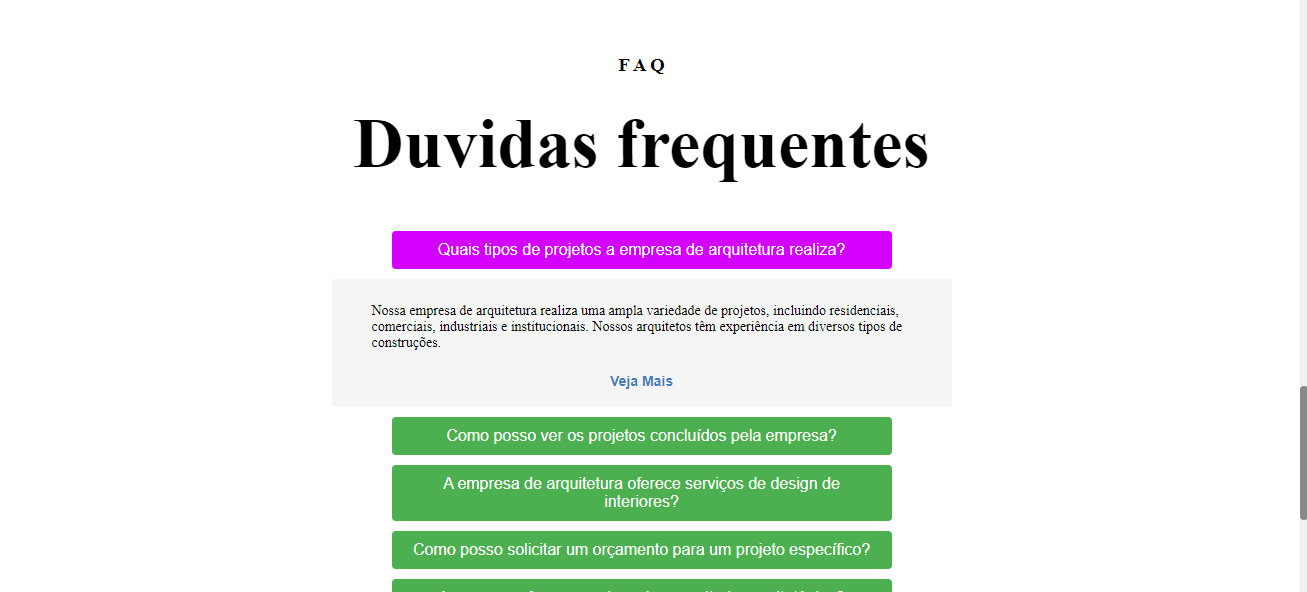 FAQ
Duvidas frequentes
Quais tipos de projetos a empresa de arquitetura realiza?
Nossa empresa de arquitetura realiza uma ampla variedade de projetos, incluindo residenciais,
comerciais, industriais e institucionais. Nossos arquitetos têm experiência em diversos tipos de
construções.
Veja Mais
Como posso ver os projetos concluídos pela empresa?
A empresa de arquitetura oferece serviços de design de
interiores?
Como posso solicitar um orçamento para um projeto específico?